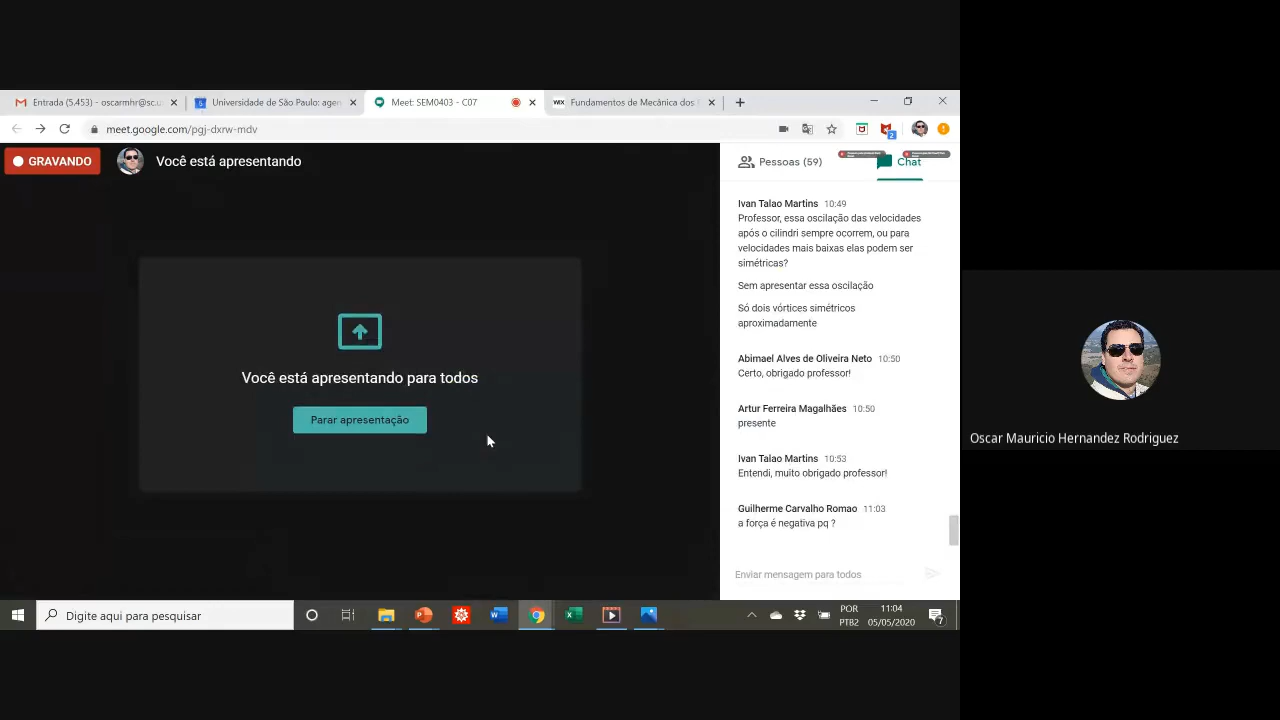 Entrada (5.453) - oscarmhr@sc.u
Universidade de São Paulo: agen
Meet: SEM0403 - C07
WIX
Fundamentos de Mecânica dos
meet.google.com/pgj-dxrw-mdv
2
GRAVANDO
Você está apresentando
Pessoas (59)
Chat
Ivan Talao Martins 10:49
Professor, essa oscilação das velocidades
após o cilindri sempre ocorrem, ou para
velocidades mais baixas elas podem ser
simétricas?
Sem apresentar essa oscilação
Só dois vórtices simétricos
aproximadamente
Abimael Alves de Oliveira Neto 10:50
Certo, obrigado professor!
Artur Ferreira Magalhães 10:50
presente
Ivan Talao Martins 10:53
Entendi, muito obrigado professor!
Guilherme Carvalho Romao 11:03
a força é negativa pq ?
Enviar mensagem para todos
Você está apresentando para todos
Parar apresentação
Oscar Mauricio Hernandez Rodriguez
Digite aqui para pesquisar
POR
PTB2
11:04
05/05/2020
7